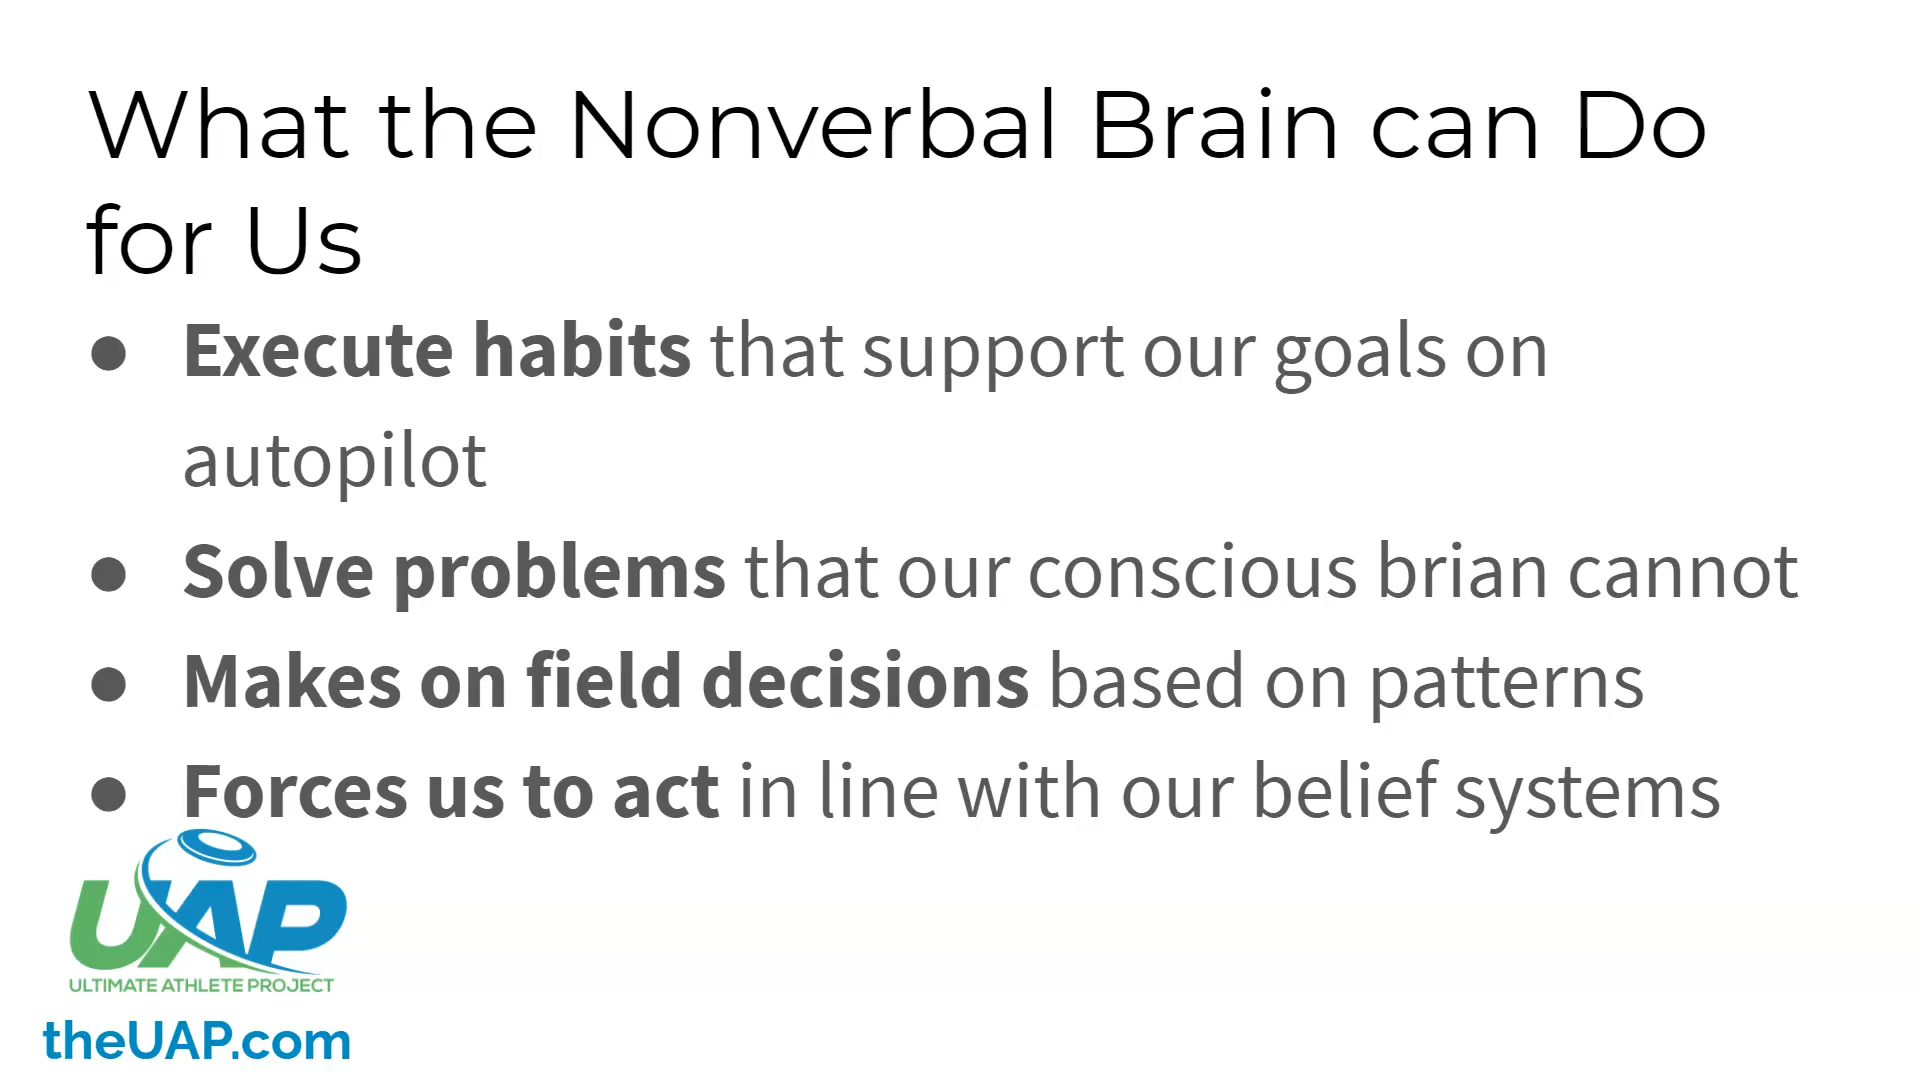 What the Nonverbal Brain can Do
for Us
● Execute habits that support our goals on
autopilot
● Solve problems that our conscious brian cannot
● Makes on field decisions based on patterns
● Forces us to act in line with our belief systems
UAP
ULTIMATE ATHLETE PROJECT
theUAP.com